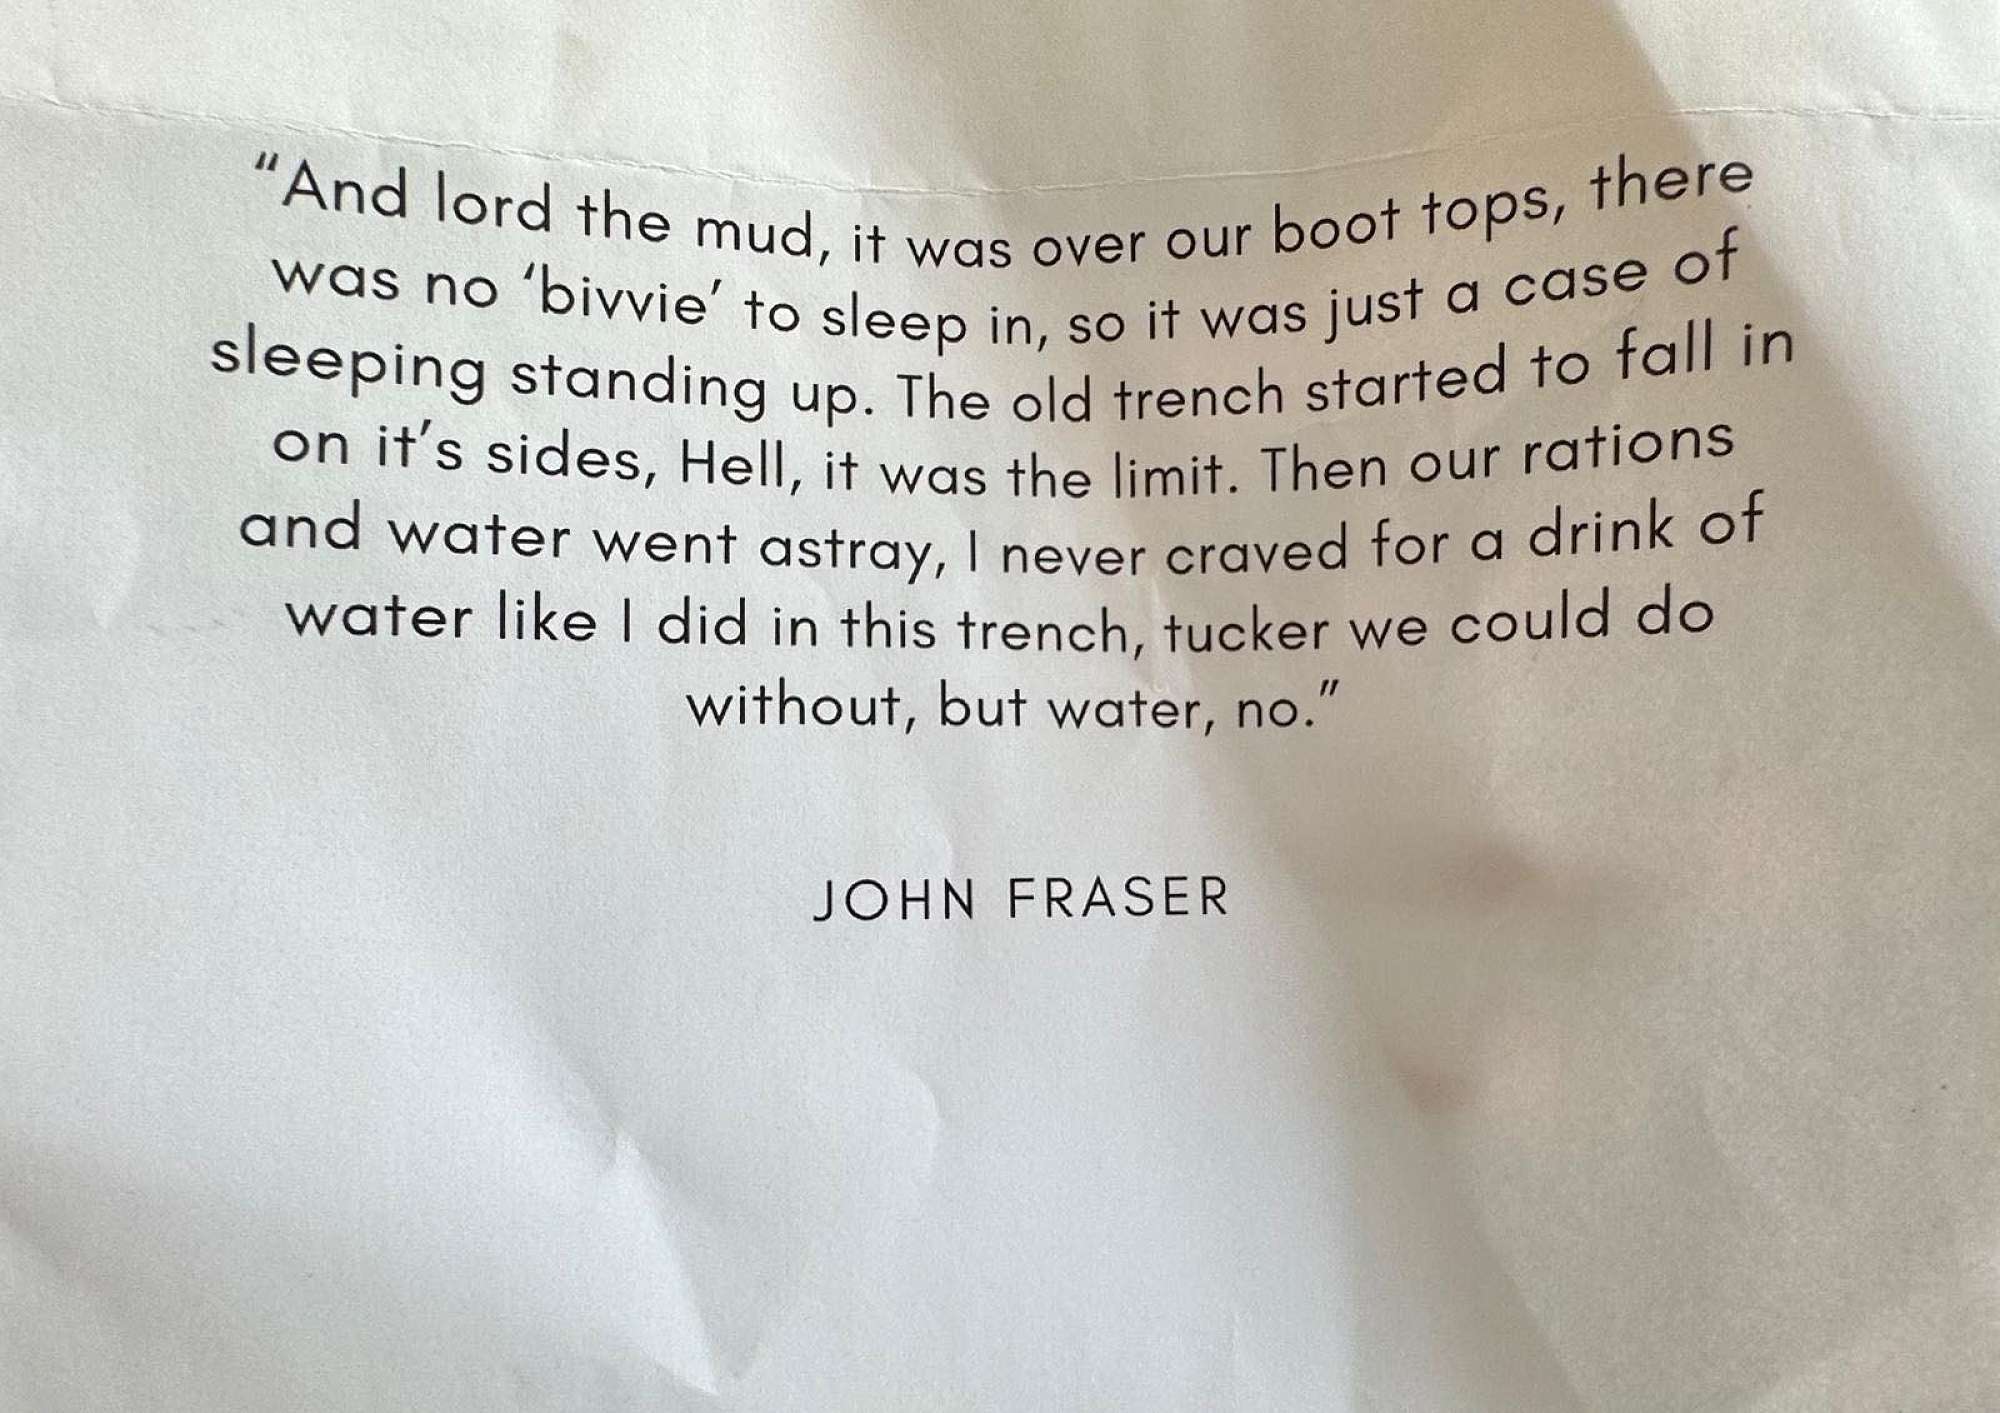 “And lord the mud, it was over our boot tops, there
was no ‘bivvie’ to sleep in, so it was just a case of
sleeping standing up. The old trench started to fall in
on it’s sides, Hell, it was the limit. Then our rations
and water went astray, I never craved for a drink of
water like I did in this trench, tucker we could do
without, but water, no.”
JOHN FRASER